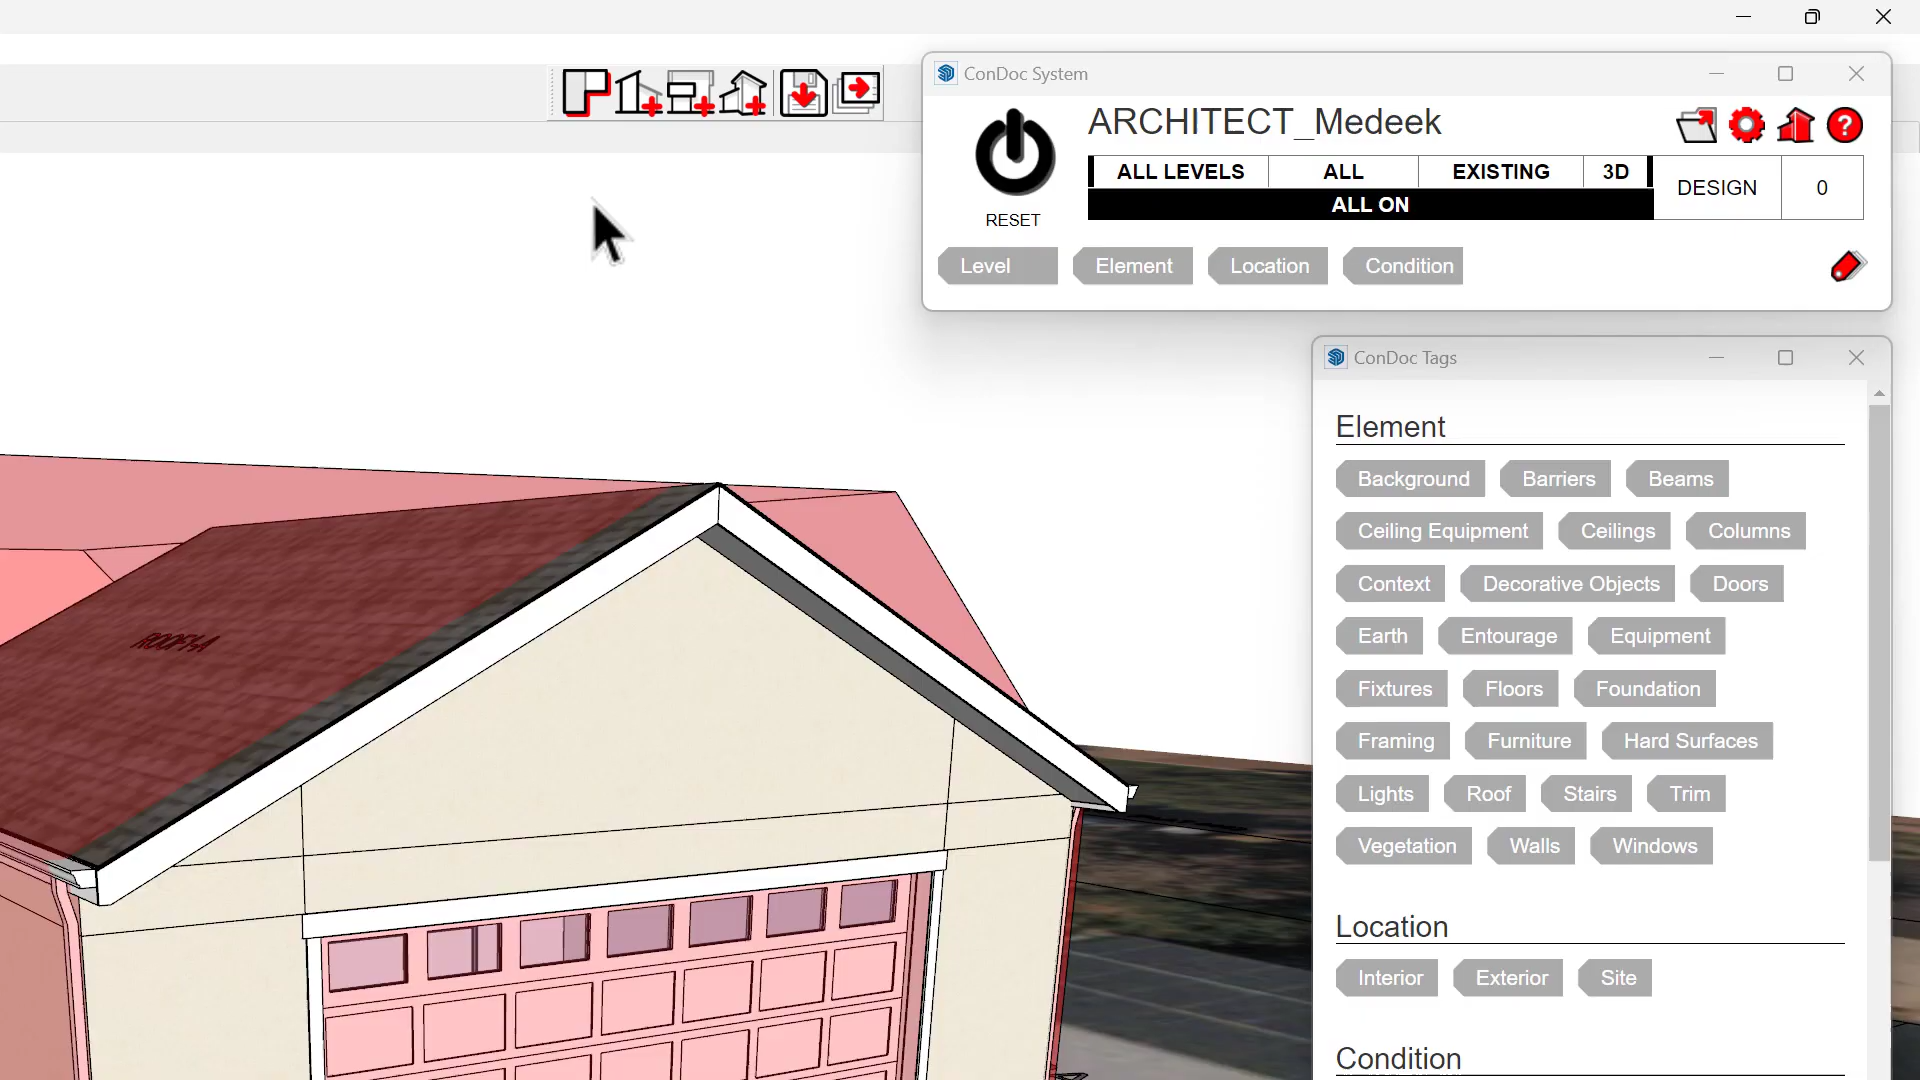 ConDoc System
ARCHITECT_Medeek
ALL LEVELS ALL EXISTING 3D
ALL ON
DESIGN 0
RESET
Level Element Location Condition
ConDoc Tags
Element
Background Barriers Beams
Ceiling Equipment Ceilings Columns
Context Decorative Objects Doors
Earth Entourage Equipment
Fixtures Floors Foundation
Framing Furniture Hard Surfaces
Lights Roof Stairs Trim
Vegetation Walls Windows
Location
Interior Exterior Site
Condition